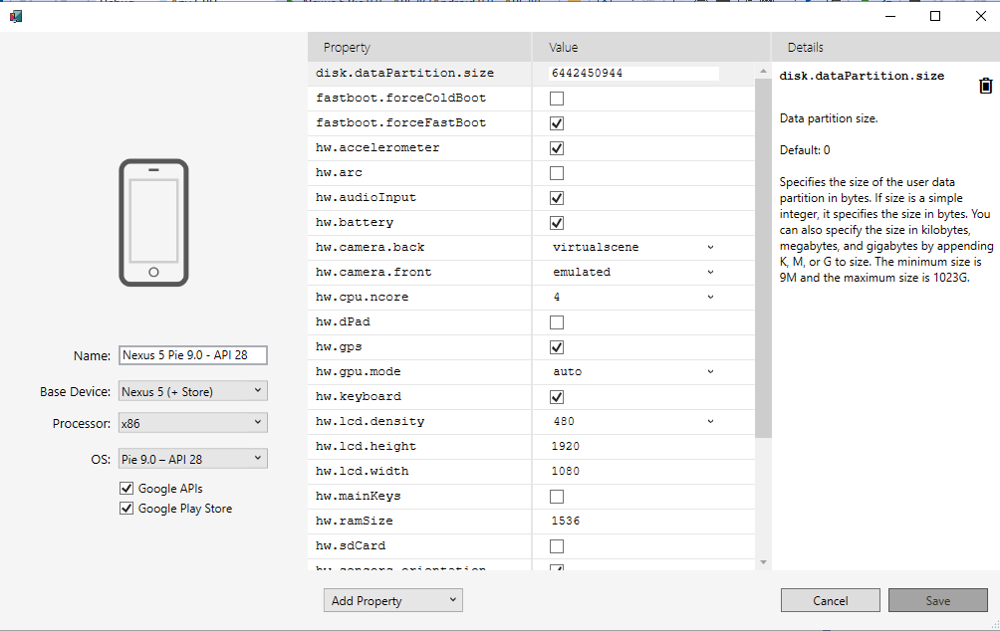 Property Value Details
disk.dataPartition.size 6442450944
fastboot.forceColdBoot
fastboot.forceFastBoot
hw.accelerometer
hw.arc
hw.audioInput
hw.battery
hw.camera.back virtualscene
hw.camera.front emulated
hw.cpu.ncore 4
hw.dPad
hw.gps
hw.gpu.mode auto
hw.keyboard
hw.lcd.density 480
hw.lcd.height 1920
hw.lcd.width 1080
hw.mainKeys
hw.ramSize 1536
hw.sdCard
hw.sensors.orientation
disk.dataPartition.size
Data partition size.
Default: 0
Specifies the size of the user data
partition in bytes. If size is a simple
integer, it specifies the size in bytes. You
can also specify the size in kilobytes,
megabytes, and gigabytes by appending
K, M, or G to size. The minimum size is
9M and the maximum size is 1023G.
Name: Nexus 5 Pie 9.0 - API 28
Base Device: Nexus 5 (+ Store)
Processor: x86
OS: Pie 9.0 – API 28
Google APIs
Google Play Store
Add Property
Cancel
Save